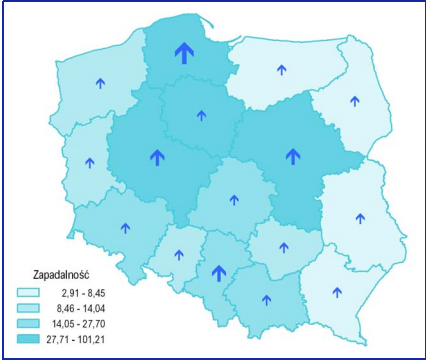 Zapadalność
2,91 - 8,45
8,46 - 14,04
14,05 - 27,70
27,71 - 101,21